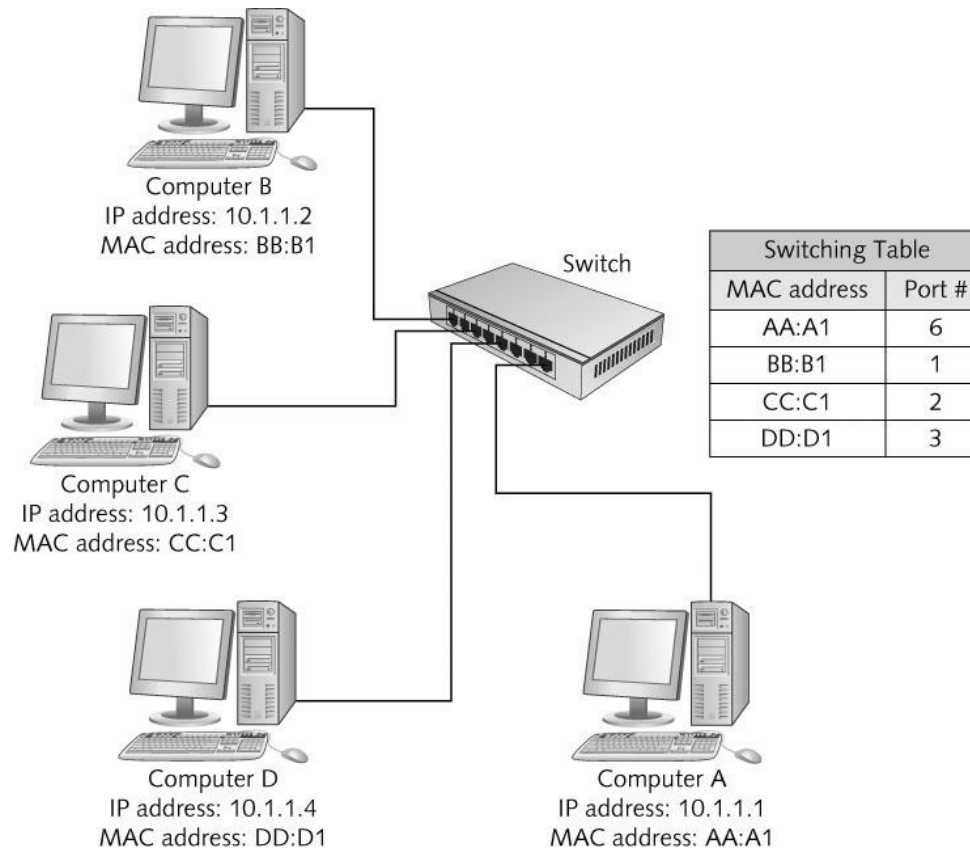 Computer B
IP address: 10.1.1.2
MAC address: BB:B1
Switch
Switching Table
MAC address Port #
AA:A1 6
BB:B1 1
CC:C1 2
DD:D1 3
Computer C
IP address: 10.1.1.3
MAC address: CC:C1
Computer D
IP address: 10.1.1.4
MAC address: DD:D1
Computer A
IP address: 10.1.1.1
MAC address: AA:A1